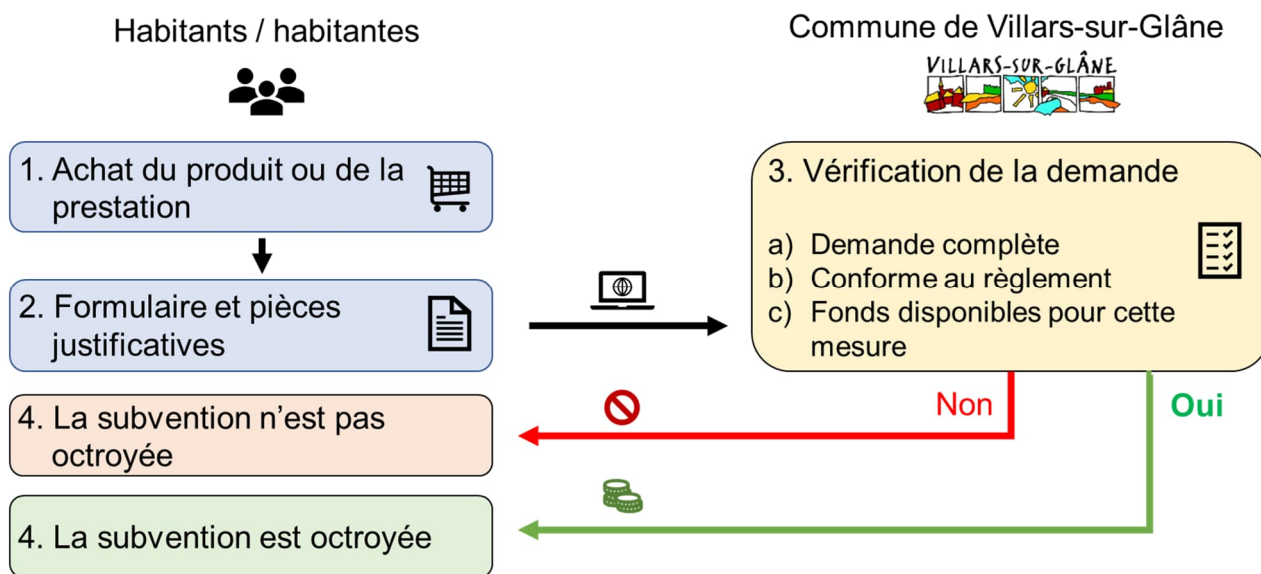 Habitants / habitantes
Commune de Villars-sur-Glâne
VILLARS-SUR-GLÂNE
1. Achat du produit ou de la
prestation
2. Formulaire et pièces
justificatives
3. Vérification de la demande
a) Demande complète
b) Conforme au règlement
c) Fonds disponibles pour cette
mesure
Non
Oui
4. La subvention n’est pas
octroyée
4. La subvention est octroyée